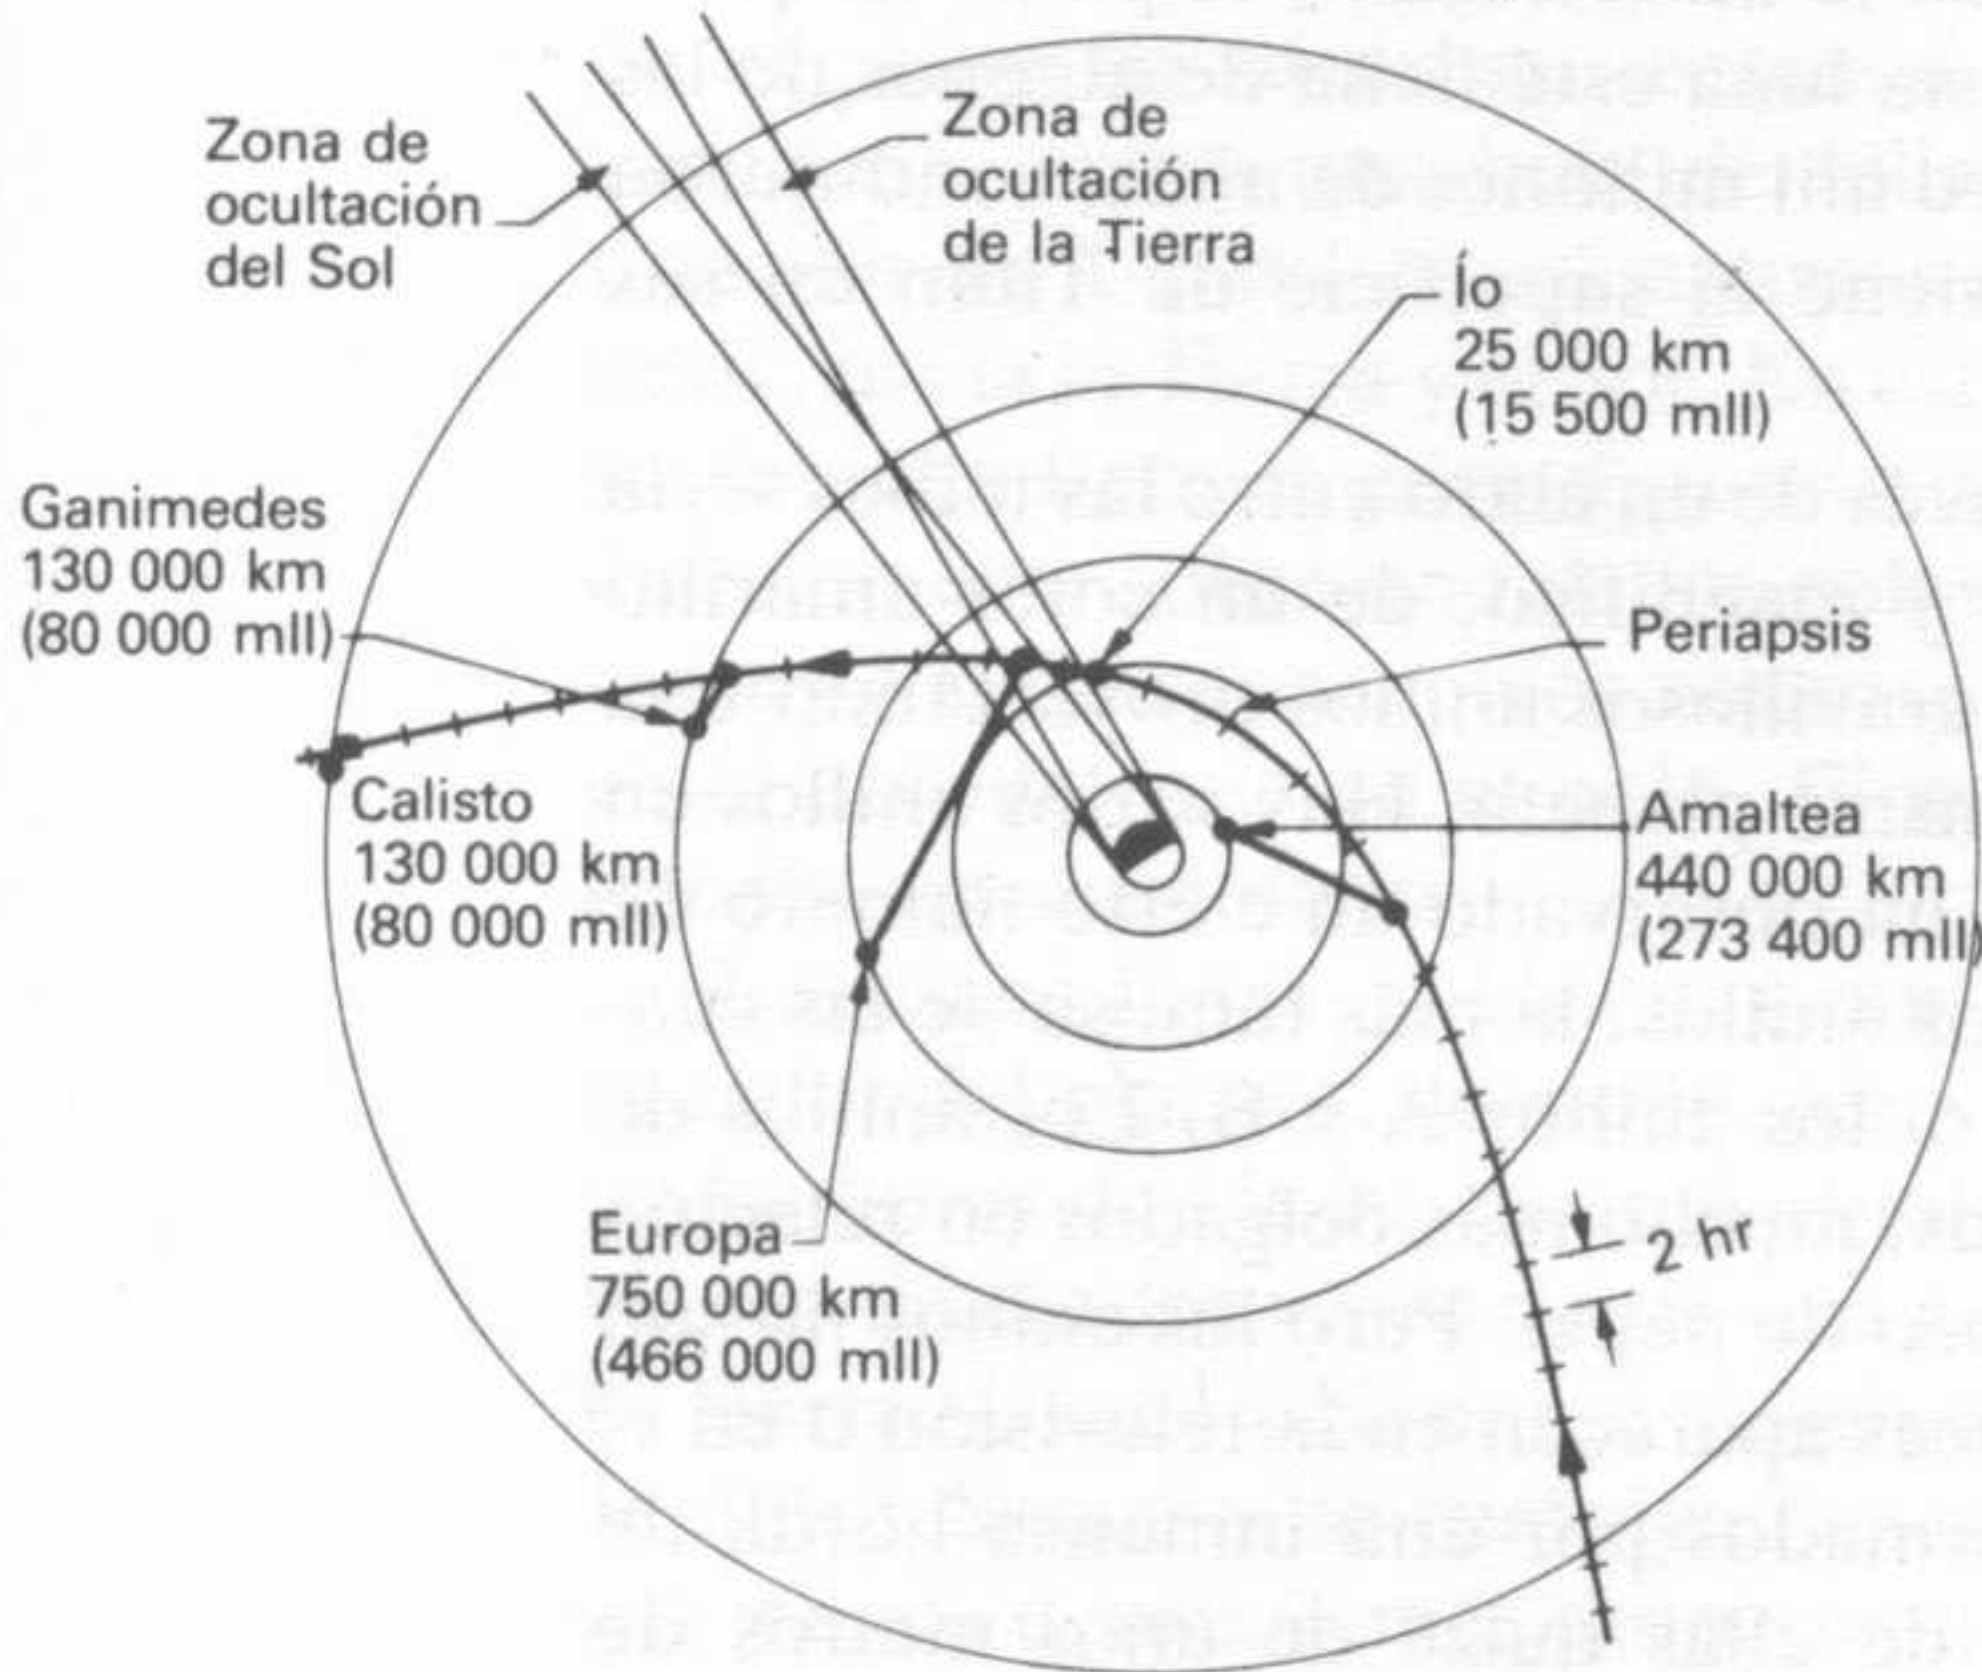 Zona de
ocultación
del Sol
Zona de
ocultación
de la Tierra
Ío
25 000 km
(15 500 mll)
Ganimedes
130 000 km
(80 000 mll)
Periapsis
Calisto
130 000 km
(80 000 mll)
Amaltea
440 000 km
(273 400 mll)
Europa
750 000 km
(466 000 mll)
2 hr